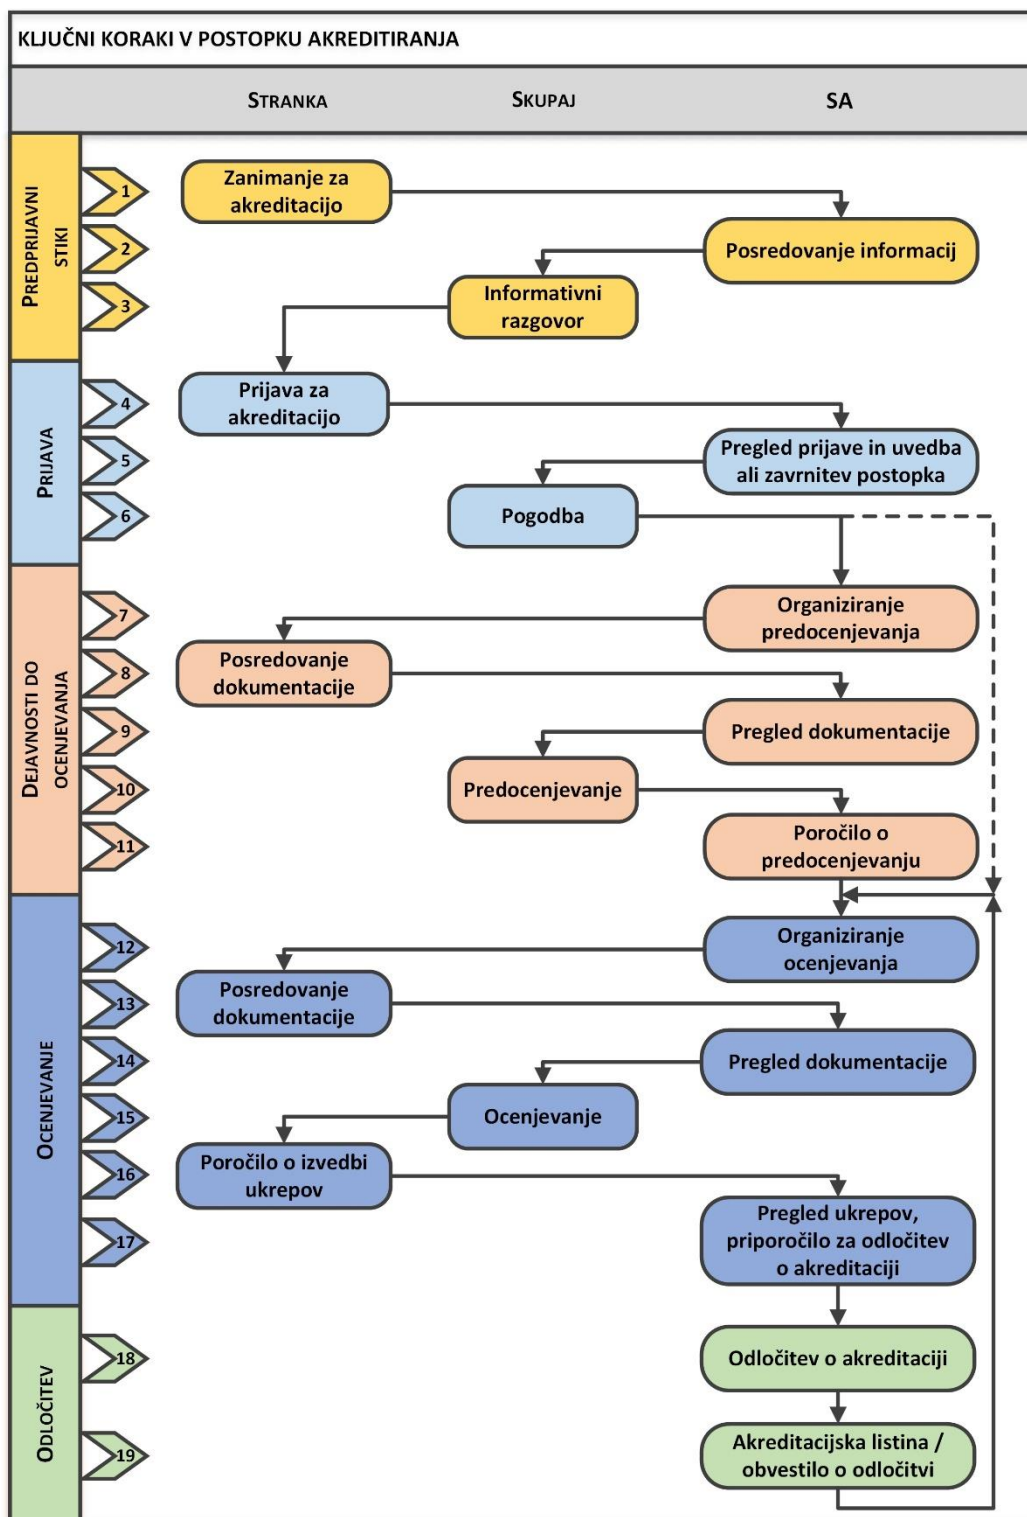 KLJUČNI KORAKI V POSTOPKU AKREDITIRANJA
STRANKA
SKUPAJ
SA
PREDPRIJAVNI
STIKI
1
Zanimanje za
akreditacijo
2
Posredovanje informacij
3
Informativni
razgovor
PRIJAVA
4
Prijava za
akreditacijo
5
Pregled prijave in uvedba
ali zavrnitev postopka
6
Pogodba
DEJAVNOSTI DO
OCENJEVANJA
7
Organiziranje
predocenjevanja
8
Posredovanje
dokumentacije
9
Pregled dokumentacije
10
Predocenjevanje
11
Poročilo o
predocenjevanju
OCENJEVANJE
12
Organiziranje
ocenjevanja
13
Posredovanje
dokumentacije
14
Pregled dokumentacije
15
Ocenjevanje
16
Poročilo o izvedbi
ukrepov
17
Pregled ukrepov,
priporočilo za odločitev
o akreditaciji
ODLOČITEV
18
Odločitev o akreditaciji
19
Akreditacijska listina /
obvestilo o odločitvi